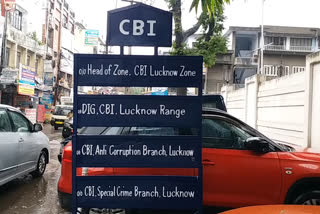 CBI
o/o Head of Zone, CBI Lucknow Zone
o/o DIG, CBI, Lucknow Range
o/o CBI, Anti Corruption Branch, Lucknow
o/o CBI, Special Crime Branch, Lucknow